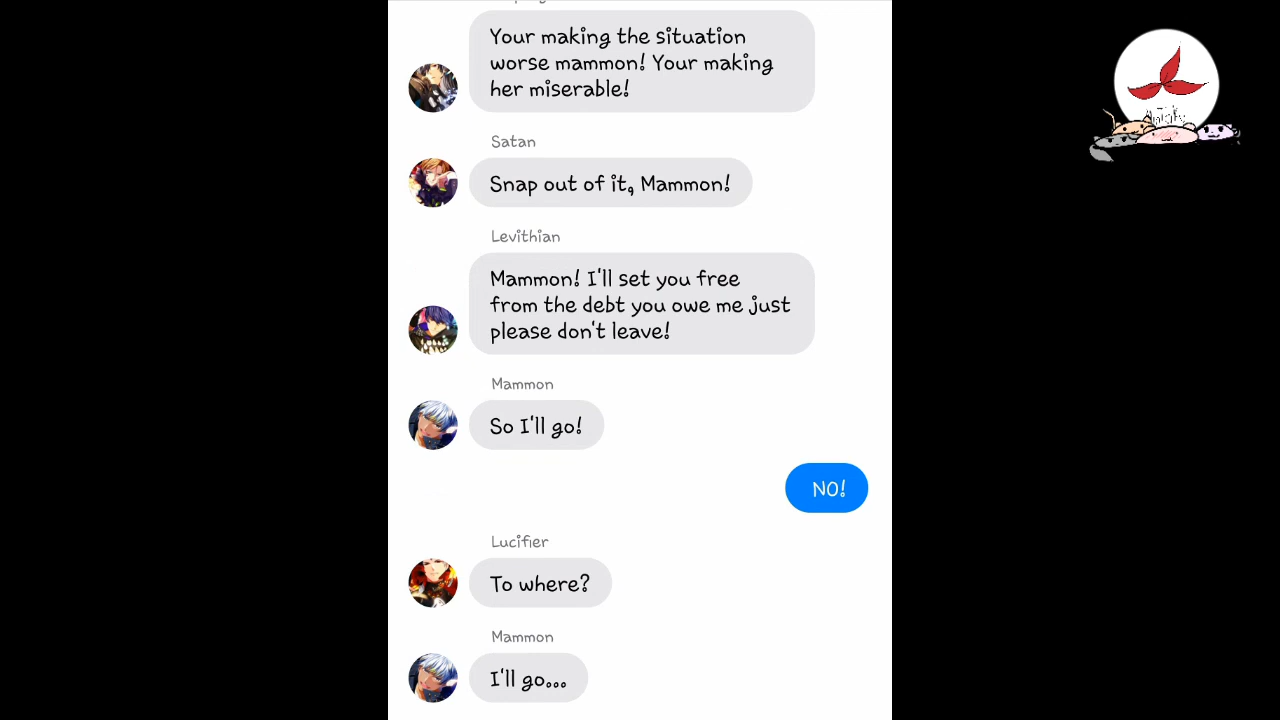 Your making the situation
worse mammon! Your making
her miserable!
Satan
Snap out of it, Mammon!
Levithian
Mammon! I'll set you free
from the debt you owe me just
please don't leave!
Mammon
So I'll go!
NO!
Lucifier
To where?
Mammon
I'll go...